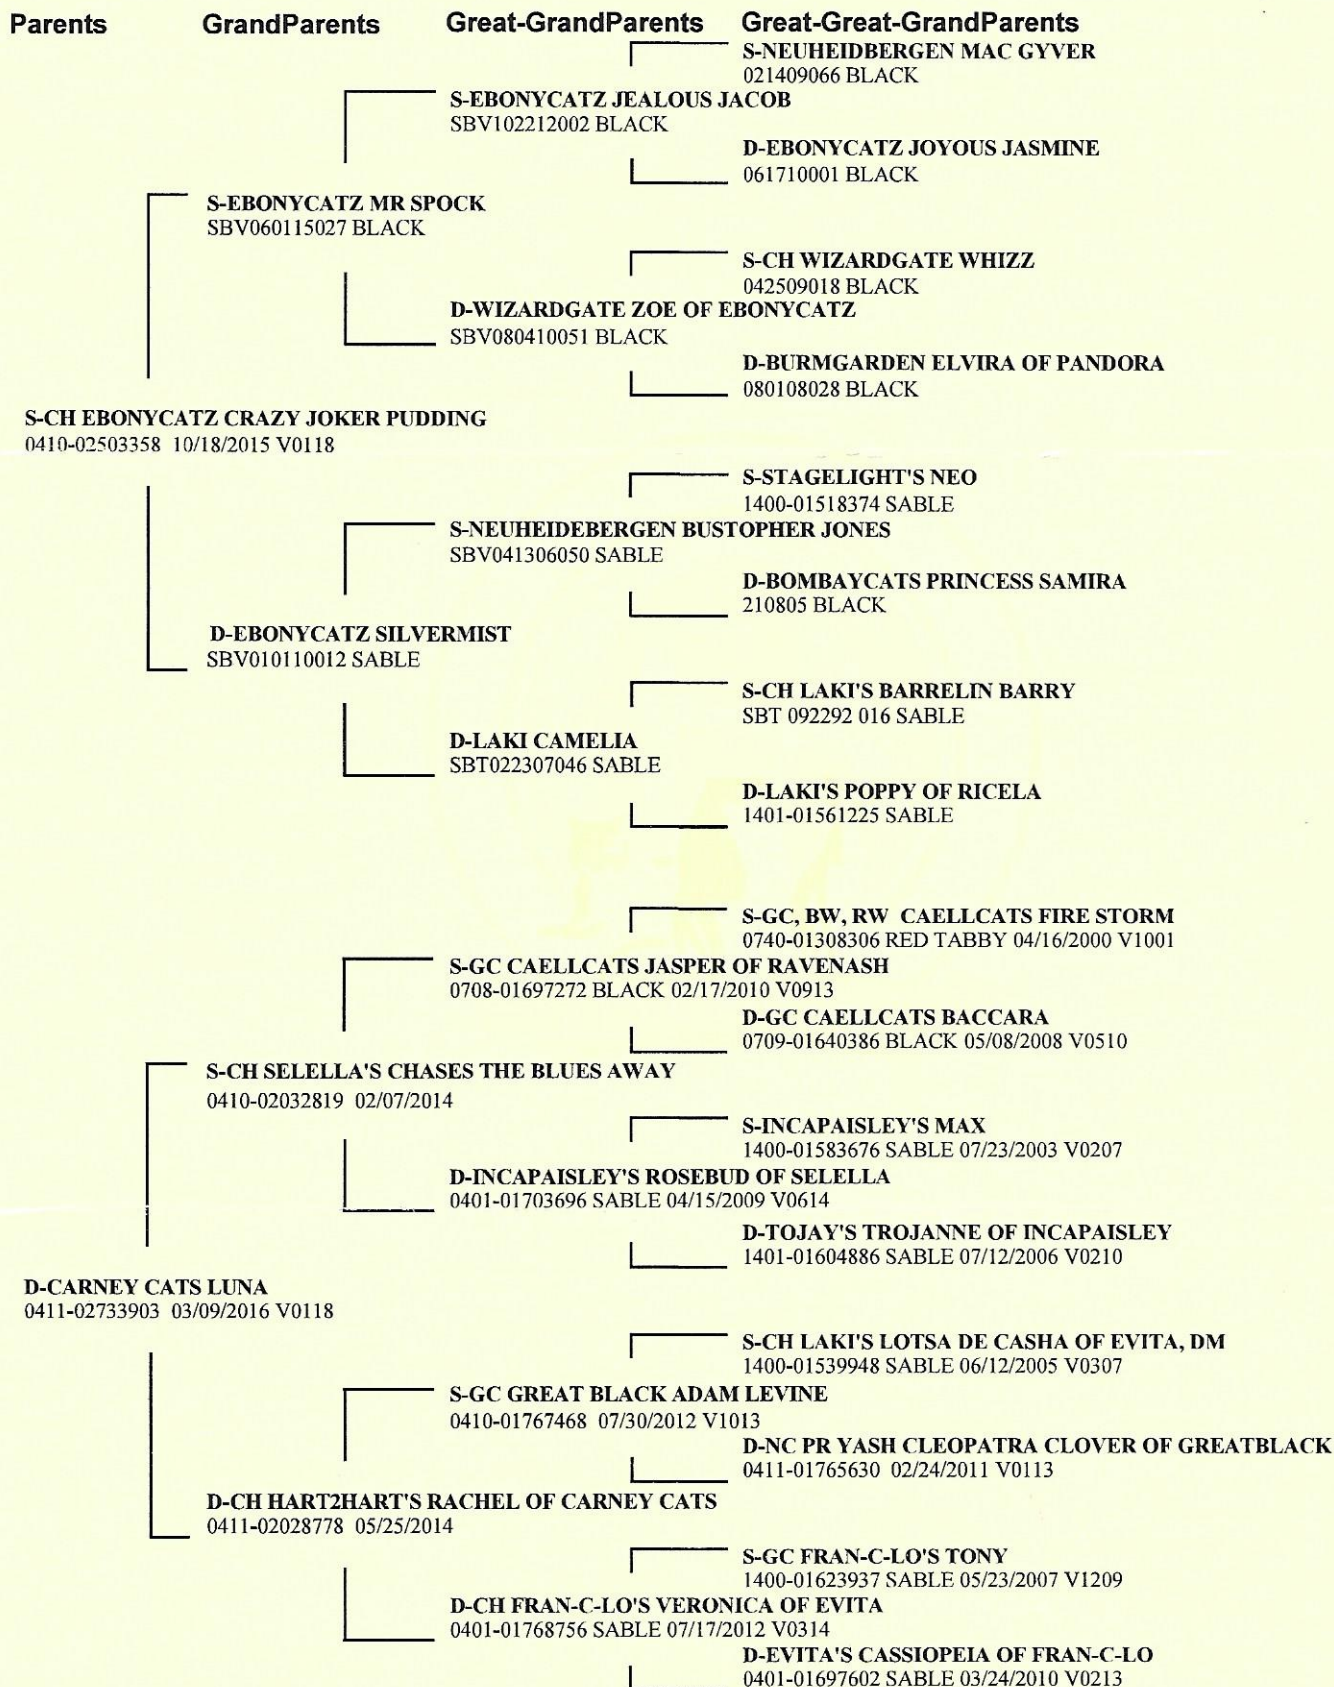 Parents GrandParents Great-GrandParents Great-Great-GrandParents
S-NEUHEIDBERGEN MAC GYVER
021409066 BLACK
S-EBONYCATZ JEALOUS JACOB
SBV102212002 BLACK
D-EBONYCATZ JOYOUS JASMINE
061710001 BLACK
S-EBONYCATZ MR SPOCK
SBV060115027 BLACK
S-CH WIZARDGATE WHIZZ
042509018 BLACK
D-WIZARDGATE ZOE OF EBONYCATZ
SBV080410051 BLACK
D-BURMGARDEN ELVIRA OF PANDORA
080108028 BLACK
S-CH EBONYCATZ CRAZY JOKER PUDDING
0410-02503358 10/18/2015 V0118
S-STAGELIGHT'S NEO
1400-01518374 SABLE
S-NEUHEIDEBERGEN BUSTOPHER JONES
SBV041306050 SABLE
D-BOMBAYCATS PRINCESS SAMIRA
210805 BLACK
D-EBONYCATZ SILVERMIST
SBV010110012 SABLE
S-CH LAKI'S BARRELIN BARRY
SBT 092292 016 SABLE
D-LAKI CAMELIA
SBT022307046 SABLE
D-LAKI'S POPPY OF RICELA
1401-01561225 SABLE
S-GC, BW, RW CAELLCATS FIRE STORM
0740-01308306 RED TABBY 04/16/2000 V1001
S-GC CAELLCATS JASPER OF RAVENASH
0708-01697272 BLACK 02/17/2010 V0913
D-GC CAELLCATS BACCARA
0709-01640386 BLACK 05/08/2008 V0510
S-CH SELELLA'S CHASES THE BLUES AWAY
0410-02032819 02/07/2014
S-INCAPAISLEY'S MAX
1400-01583676 SABLE 07/23/2003 V0207
D-INCAPAISLEY'S ROSEBUD OF SELELLA
0401-01703696 SABLE 04/15/2009 V0614
D-TOJAY'S TROJANNE OF INCAPAISLEY
1401-01604886 SABLE 07/12/2006 V0210
D-CARNEY CATS LUNA
0411-02733903 03/09/2016 V0118
S-CH LAKI'S LOTSA DE CASHA OF EVITA, DM
1400-01539948 SABLE 06/12/2005 V0307
S-GC GREAT BLACK ADAM LEVINE
0410-01767468 07/30/2012 V1013
D-NC PR YASH CLEOPATRA CLOVER OF GREATBLACK
0411-01765630 02/24/2011 V0113
D-CH HART2HART'S RACHEL OF CARNEY CATS
0411-02028778 05/25/2014
S-GC FRAN-C-LO'S TONY
1400-01623937 SABLE 05/23/2007 V1209
D-CH FRAN-C-LO'S VERONICA OF EVITA
0401-01768756 SABLE 07/17/2012 V0314
D-EVITA'S CASSIOPEIA OF FRAN-C-LO
0401-01697602 SABLE 03/24/2010 V0213